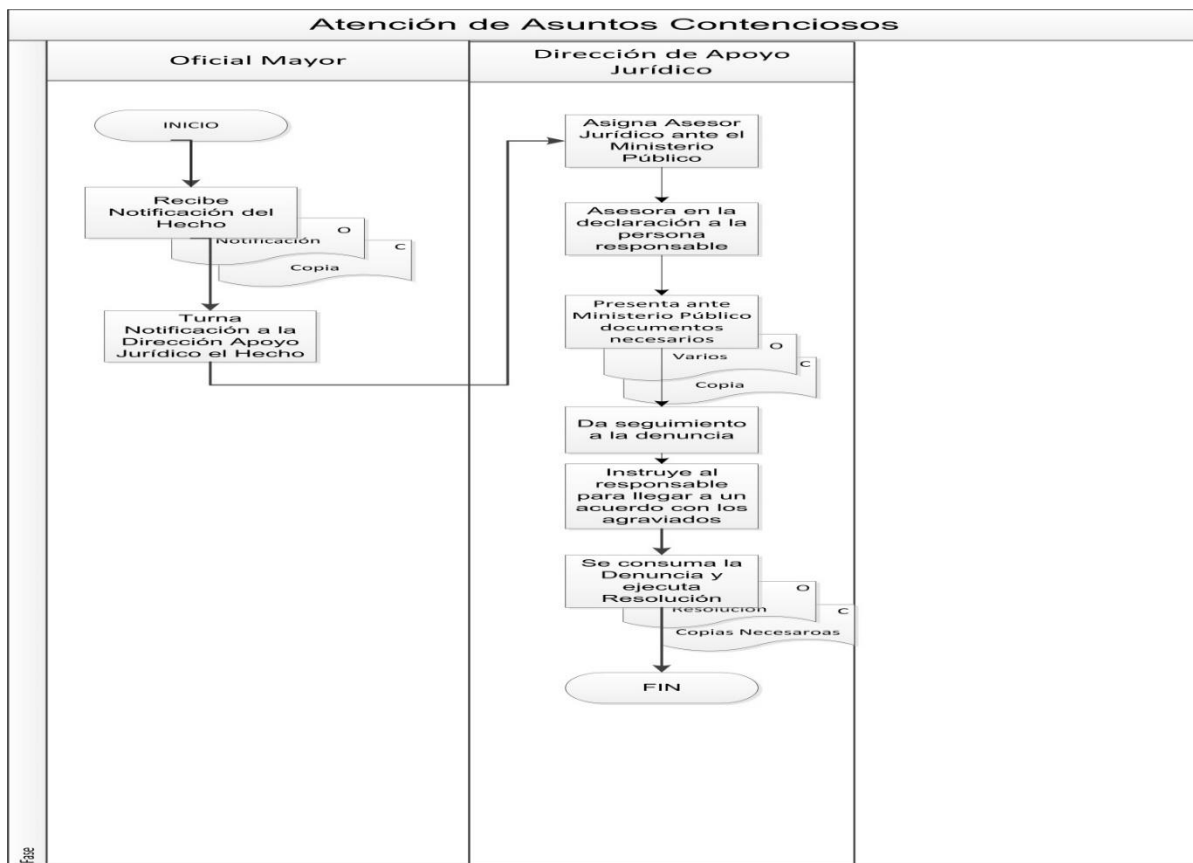 Atención de Asuntos Contenciosos
Oficial Mayor
Dirección de Apoyo
Jurídico
INICIO
Recibe
Notificación del
Hecho
O
Notificación
C
Copia
Turna
Notificación a la
Dirección Apoyo
Jurídico el Hecho
Asigna Asesor
Jurídico ante el
Ministerio
Público
Asesora en la
declaración a la
persona
responsable
Presenta ante
Ministerio Público
documentos
necesarios
O
Varios
C
Copia
Da seguimiento
a la denuncia
Instruye al
responsable
para llegar a un
acuerdo con los
agraviados
Se consuma la
Denuncia y
ejecuta
Resolución
O
Resolución
C
Copias Necesaroas
FIN
Fase